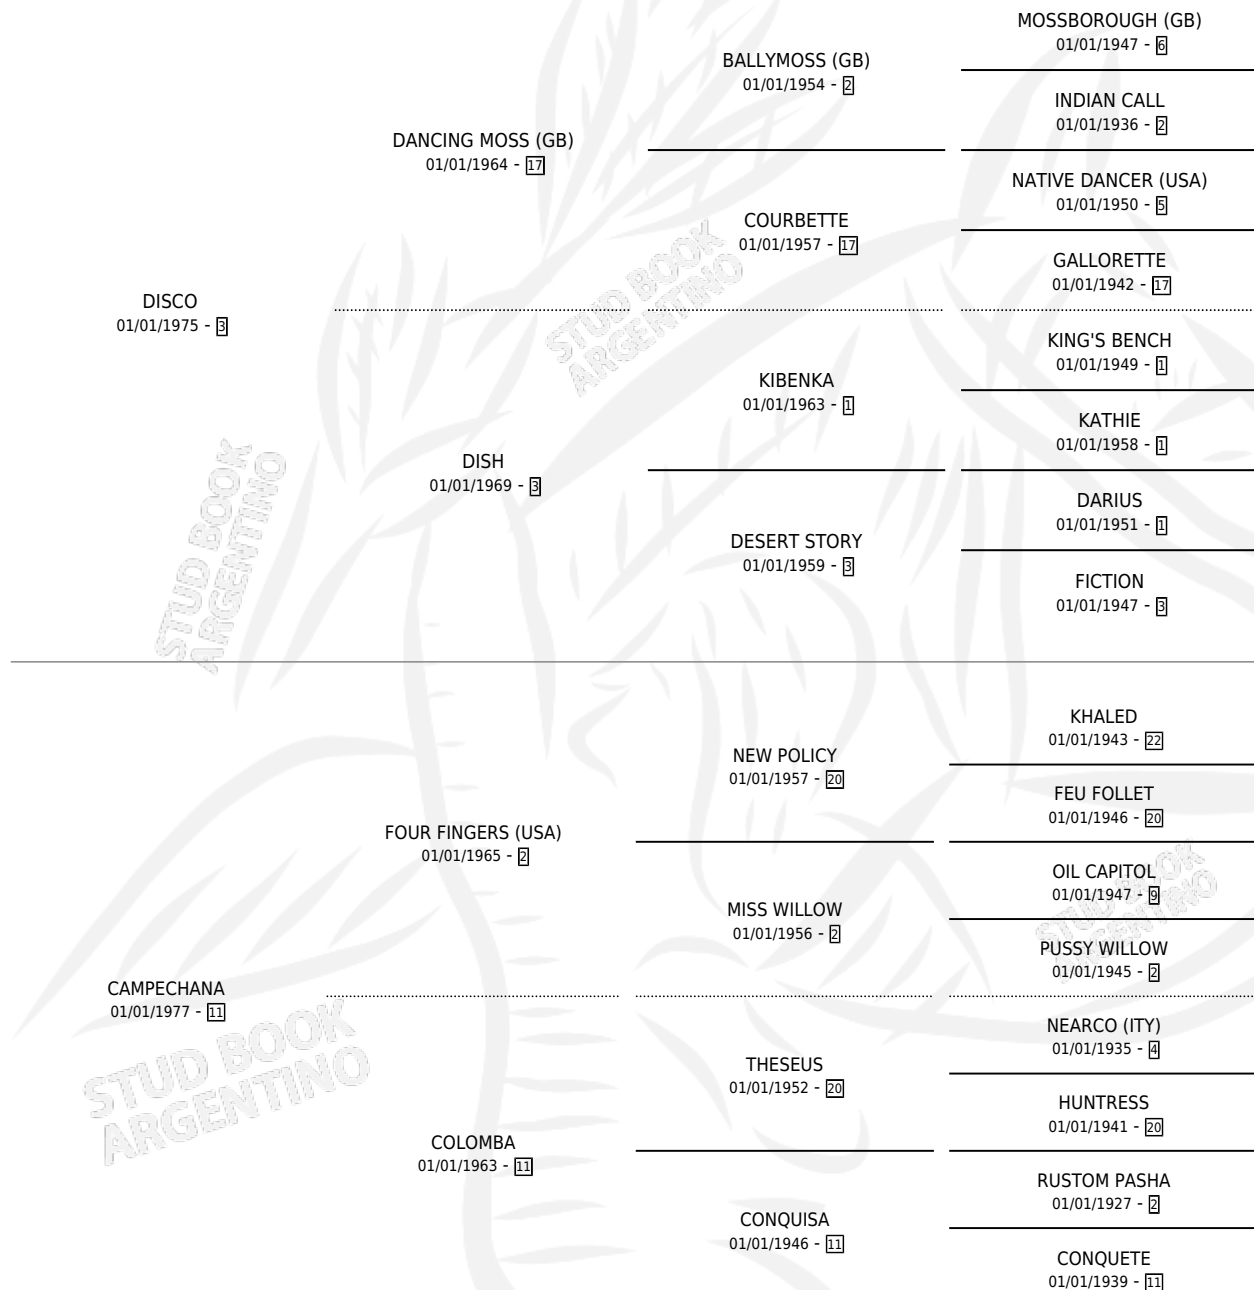 MOSSBOROUGH (GB)
01/01/1947 - 6
BALLYMOSS (GB)
01/01/1954 - 2
INDIAN CALL
01/01/1936 - 2
DANCING MOSS (GB)
01/01/1964 - 17
NATIVE DANCER (USA)
01/01/1950 - 5
COURBETTE
01/01/1957 - 17
GALLORETTE
01/01/1942 - 17
DISCO
01/01/1975 - 3
KING'S BENCH
01/01/1949 - 1
KIBENKA
01/01/1963 - 1
KATHIE
01/01/1958 - 1
DISH
01/01/1969 - 3
DARIUS
01/01/1951 - 1
DESERT STORY
01/01/1959 - 3
FICTION
01/01/1947 - 3
KHALED
01/01/1943 - 22
NEW POLICY
01/01/1957 - 20
FEU FOLLET
01/01/1946 - 20
FOUR FINGERS (USA)
01/01/1965 - 2
OIL CAPITOL
01/01/1947 - 9
MISS WILLOW
01/01/1956 - 2
PUSSY WILLOW
01/01/1945 - 2
CAMPECHANA
01/01/1977 - 11
NEARCO (ITY)
01/01/1935 - 4
THESEUS
01/01/1952 - 20
HUNTRESS
01/01/1941 - 20
COLOMBA
01/01/1963 - 11
RUSTOM PASHA
01/01/1927 - 2
CONQUISA
01/01/1946 - 11
CONQUETE
01/01/1939 - 11
STUD BOOK
ARGENTINO
STUD BOOK
ARGENTINO
STUD BOOK
ARGENTINO
STUD BOOK
ARGENTINO